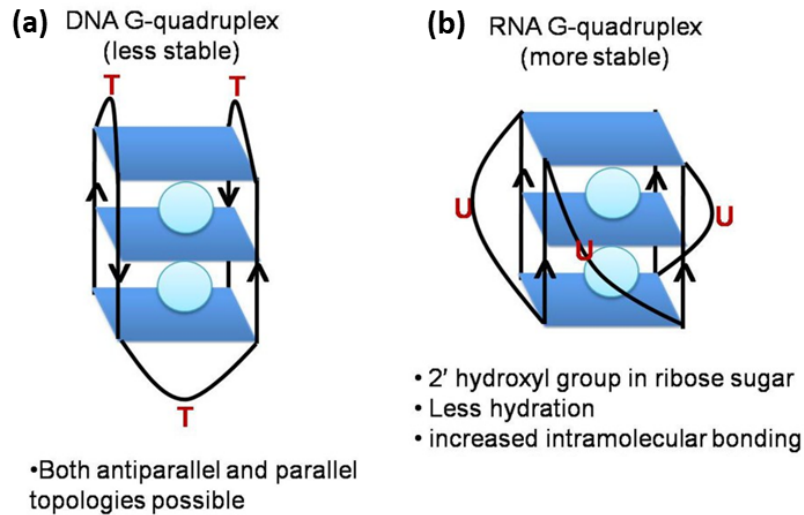 (a)
DNA G-quadruplex
(less stable)
T
T
T
•Both antiparallel and parallel
topologies possible
(b)
RNA G-quadruplex
(more stable)
U
U
U
• 2′ hydroxyl group in ribose sugar
• Less hydration
• increased intramolecular bonding